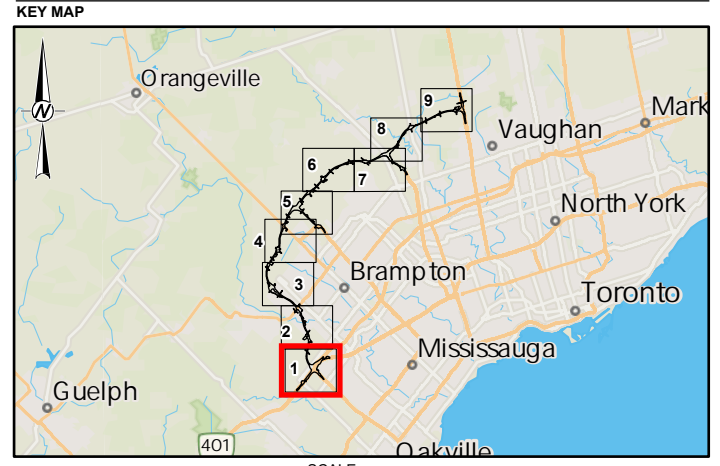 KEY MAP
Orangeville
N
9
Mark
8
Vaughan
6
7
5
North York
4
Brampton
3
Toronto
2
Mississauga
1
Guelph
401
Oakville
SCALE